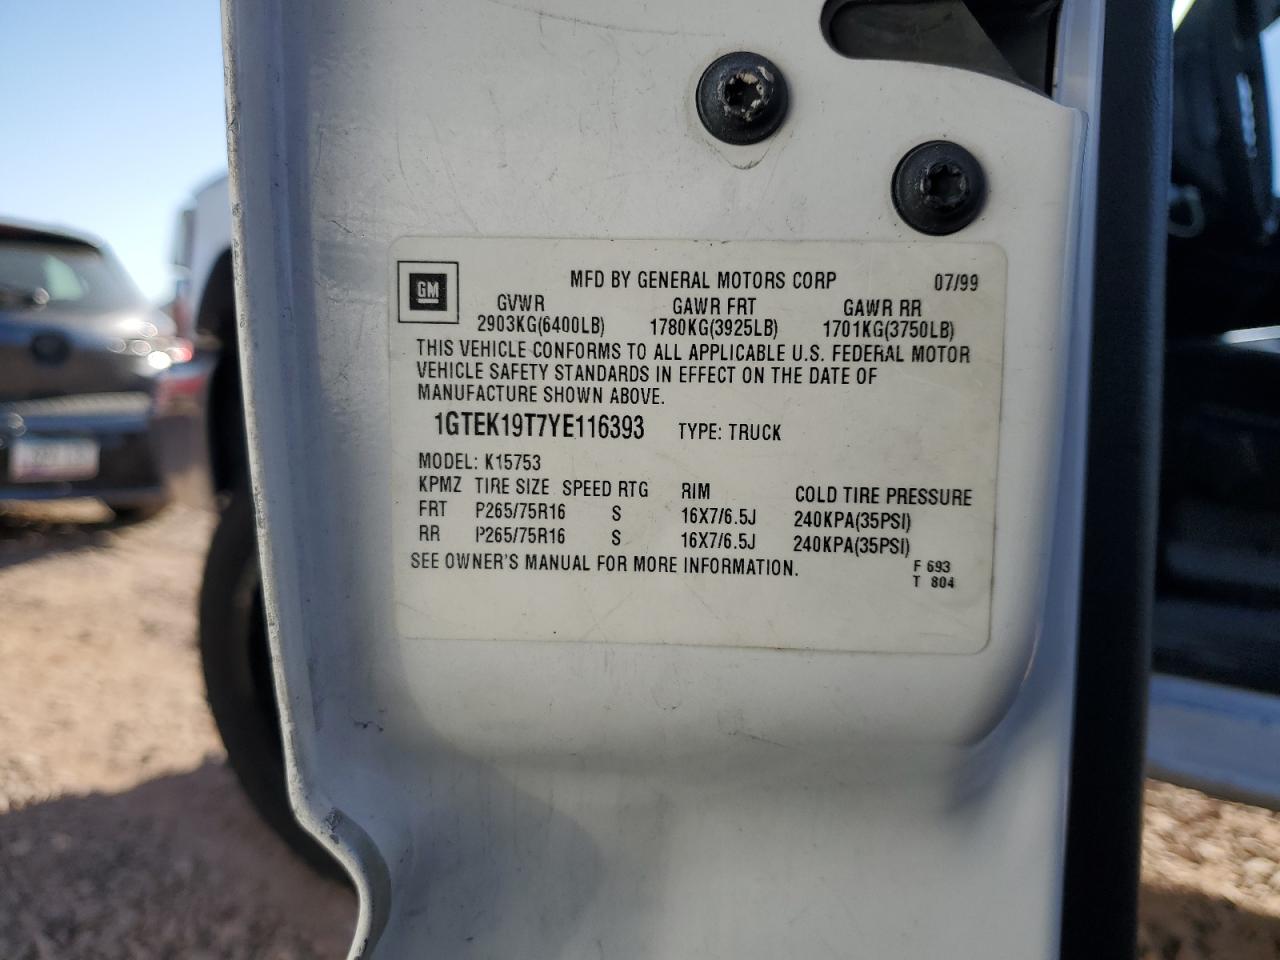 MFD BY GENERAL MOTORS CORP 07/99
GM
GVWR GAWR FRT GAWR RR
2903KG(6400LB) 1780KG(3925LB) 1701KG(3750LB)
THIS VEHICLE CONFORMS TO ALL APPLICABLE U.S. FEDERAL MOTOR
VEHICLE SAFETY STANDARDS IN EFFECT ON THE DATE OF
MANUFACTURE SHOWN ABOVE.
1GTEK19T7YE116393 TYPE: TRUCK
MODEL: K15753
KPMZ TIRE SIZE SPEED RTG RIM COLD TIRE PRESSURE
FRT P265/75R16 S 16X7/6.5J 240KPA(35PSI)
RR P265/75R16 S 16X7/6.5J 240KPA(35PSI)
SEE OWNER'S MANUAL FOR MORE INFORMATION.
F 693
T 804